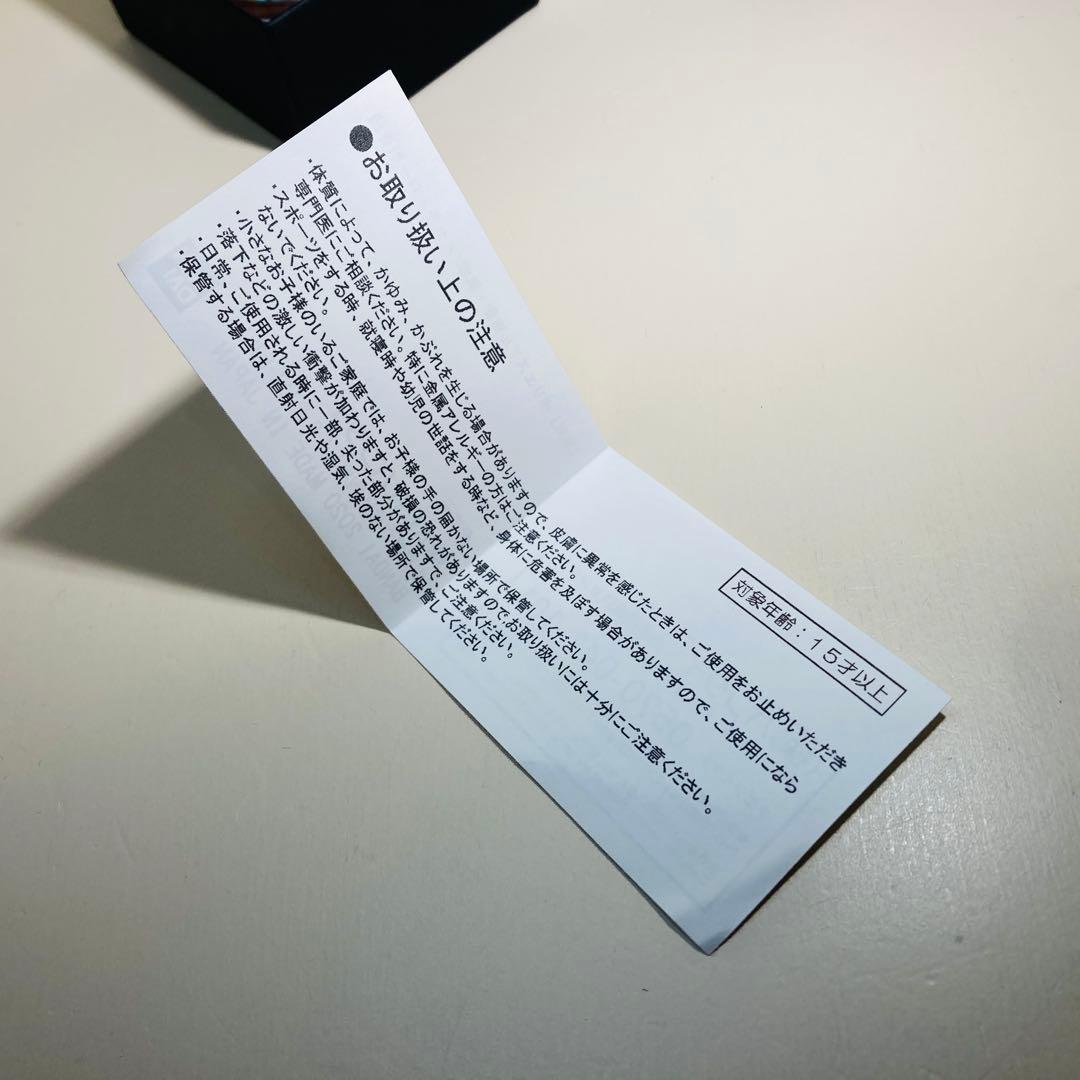 ●お取り扱い上の注意
対象年齢：１５才以上
・体質によって、かゆみ、かぶれを生じる場合がありますので、皮膚に異常を感じたときは、ご使用をお止めいただき
専門医にご相談ください。特に金属アレルギーの方はご注意ください。
・スポーツをする時、就寝時や幼児の世話をする時など、身体に危害を及ぼす場合がありますので、ご使用になら
ないでください。
・小さなお子様のいるご家庭では、お子様の手の届かない場所で保管してください。
・落下などの激しい衝撃が加わりますと、破損の恐れがありますので、お取り扱いには十分にご注意ください。
・日常、ご使用される時に一部、尖った部分がありますで、ご注意ください。
・保管する場合は、直射日光や湿気、埃のない場所で保管してください。